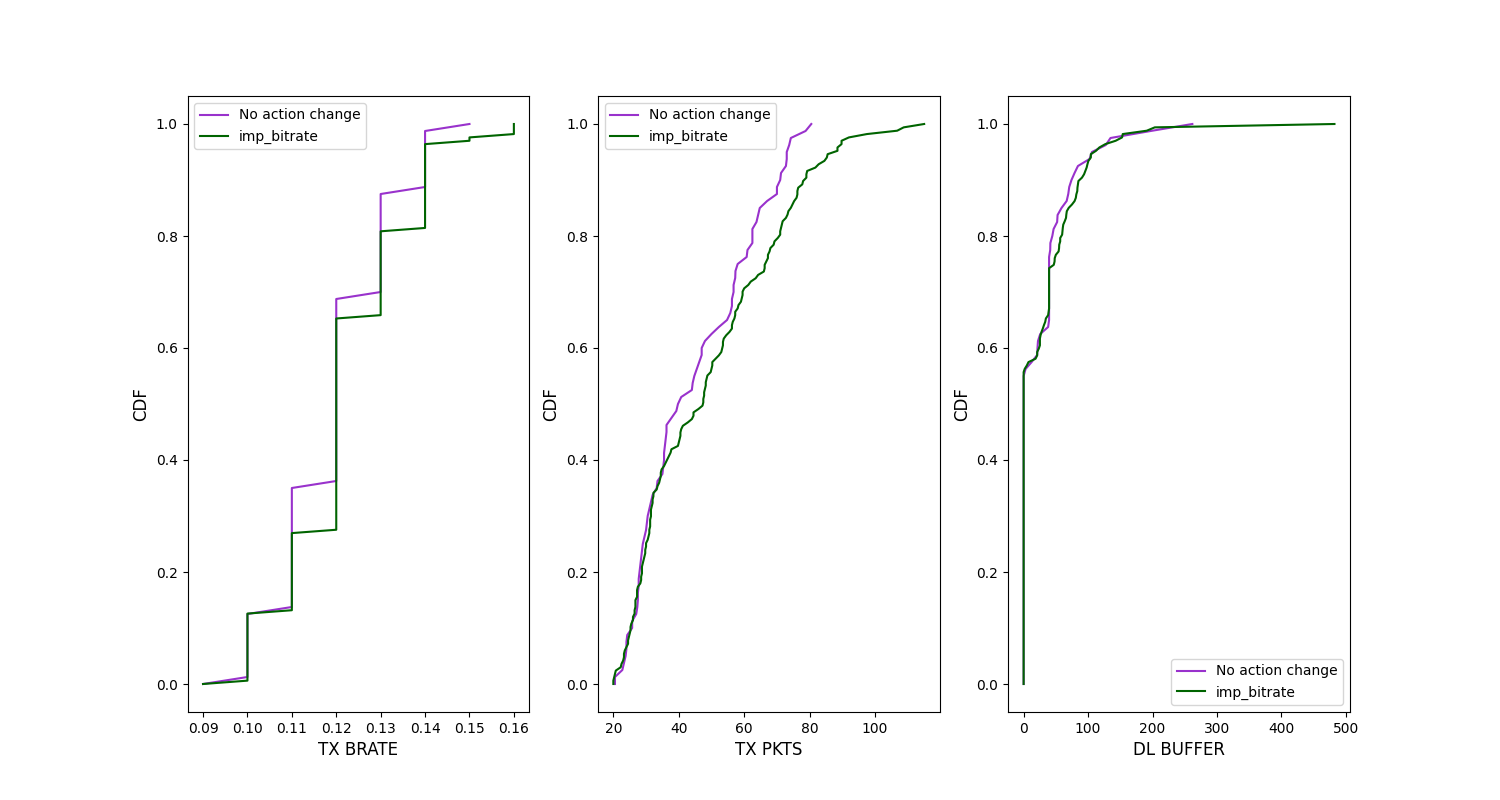 No action change
imp_bitrate
1.0
0.8
0.6
0.4
0.2
0.0
CDF
0.09 0.10 0.11 0.12 0.13 0.14 0.15 0.16
TX BRATE
No action change
imp_bitrate
1.0
0.8
0.6
0.4
0.2
0.0
CDF
20 40 60 80 100
TX PKTS
1.0
0.8
0.6
0.4
0.2
0.0
CDF
No action change
imp_bitrate
0 100 200 300 400 500
DL BUFFER